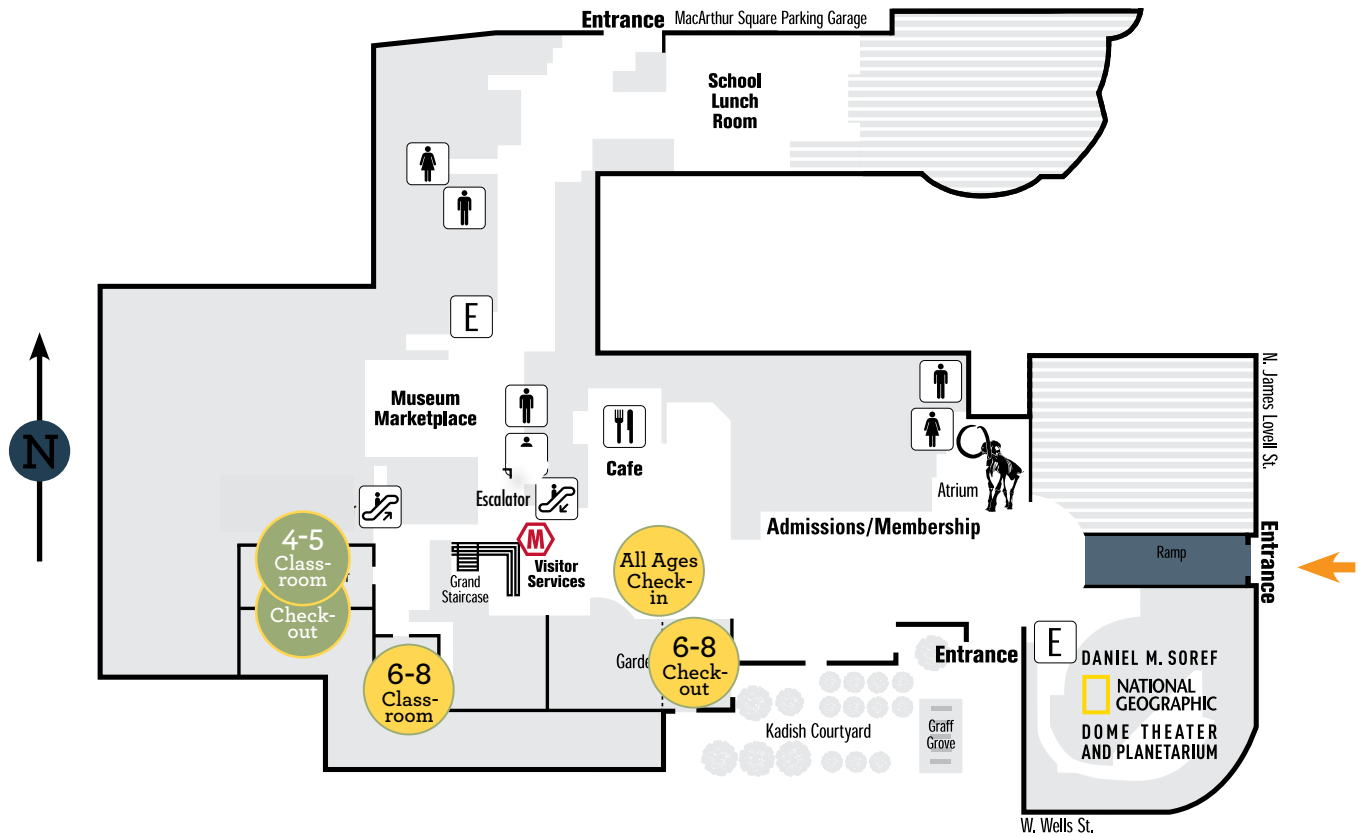 Entrance MacArthur Square Parking Garage
School
Lunch
Room
E
N
N. James Lovell St.
Museum
Marketplace
Cafe
Escalator
Atrium
Admissions/Membership
M
Visitor
Services
Grand
Staircase
4-5
Class-
room
Check-
out
All Ages
Check-
in
Ramp
Entrance
6-8
Class-
room
6-8
Check-
out
Entrance
E
DANIEL M. SOREF
NATIONAL
GEOGRAPHIC
DOME THEATER
AND PLANETARIUM
Kadish Courtyard
Graff
Grove
W. Wells St.